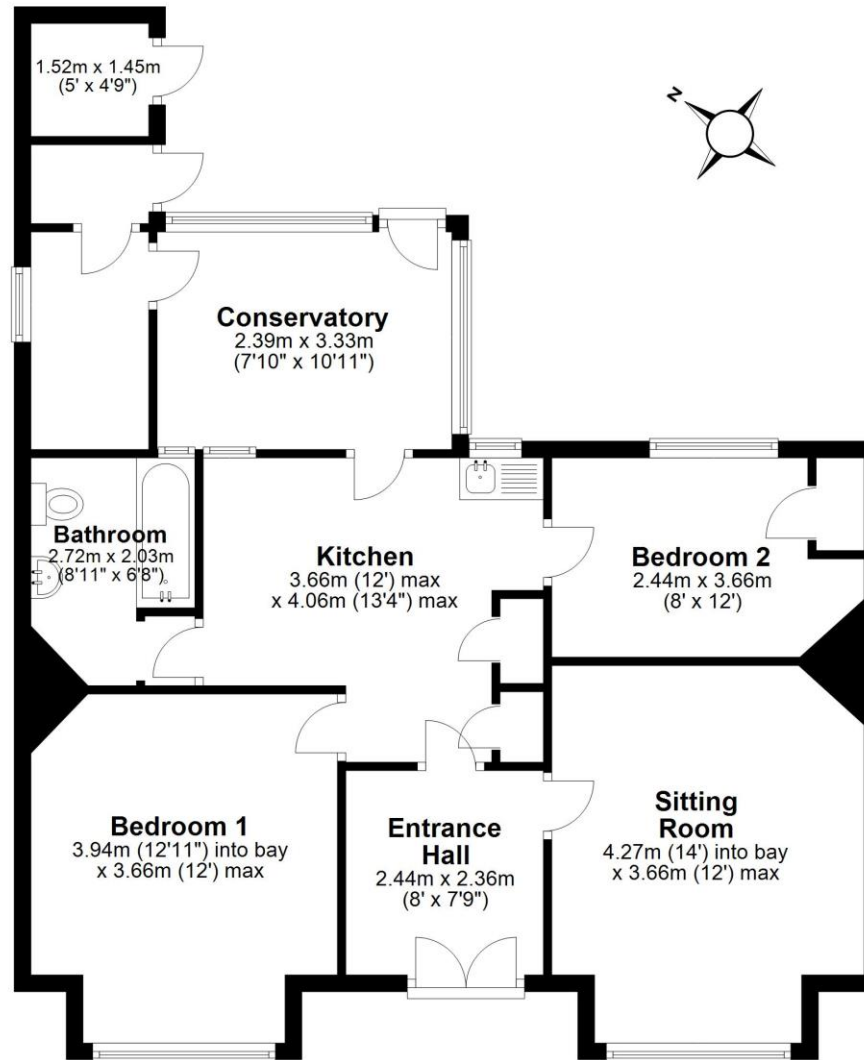 1.52m x 1.45m
(5' x 4'9")
N
Conservatory
2.39m x 3.33m
(7'10" x 10'11")
Bathroom
2.72m x 2.03m
(8'11" x 6'8")
Kitchen
3.66m (12') max
x 4.06m (13'4") max
Bedroom 2
2.44m x 3.66m
(8' x 12')
Bedroom 1
3.94m (12'11") into bay
x 3.66m (12') max
Entrance
Hall
2.44m x 2.36m
(8' x 7'9")
Sitting
Room
4.27m (14') into bay
x 3.66m (12') max